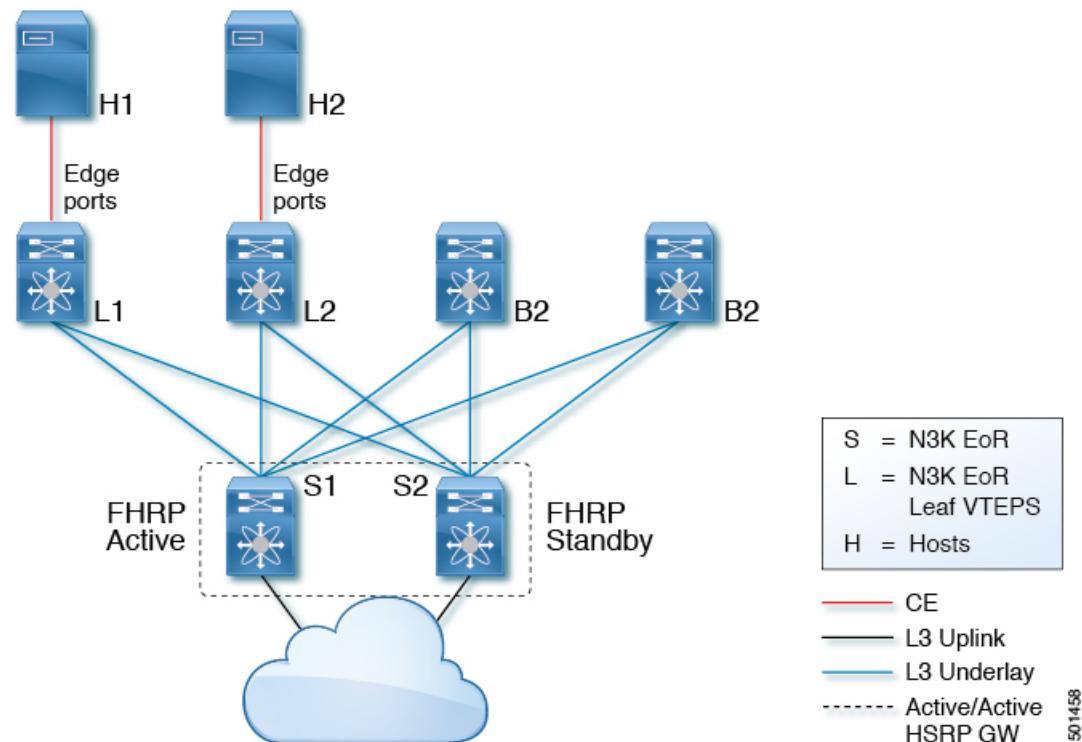 H1
H2
Edge
ports
Edge
ports
L1
L2
B2
B2
S1
S2
FHRP
Active
FHRP
Standby
S = N3K EoR
L = N3K EoR
Leaf VTEPS
H = Hosts
CE
L3 Uplink
L3 Underlay
Active/Active
HSRP GW
501458